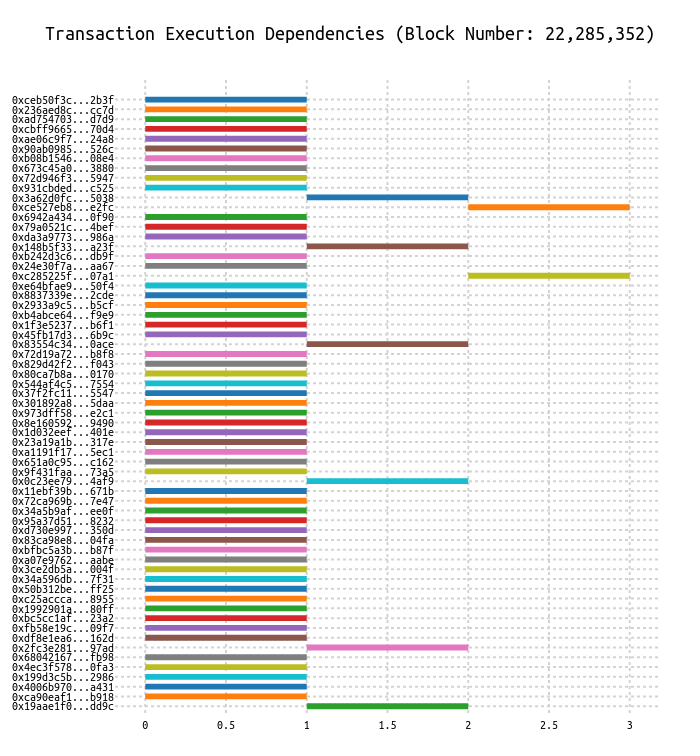 Transaction Execution Dependencies (Block Number: 22,285,352)
0xceb50f3c...2b3f
0x236aed8c...cc7d
0xad754703...d7d9
0xcbff9665...70d4
0xae06c9f7...24a8
0x90ab0985...526c
0xb08b1546...08e4
0x673c45a0...3880
0x72d946f3...5947
0x931cbded...c525
0x3a62d0fc...5038
0xce527eb8...e2fc
0x6942a434...0f90
0x79a0521c...4bef
0xda3a9773...986a
0x148b5f33...a23f
0xb242d3c6...db9f
0x24e30f7a...aa67
0xc285225f...07a1
0xe64bfae9...50f4
0x8837339e...2cde
0x2933a9c5...b5cf
0xb4abce64...f9e9
0x1f3e5237...b6f1
0x45fb17d3...6b9c
0x83554c34...0ace
0x72d19a72...b8f8
0x829d42f2...f043
0x80ca7b8a...0170
0x544af4c5...7554
0x37f2fc11...5547
0x301892a8...5daa
0x973dff58...e2c1
0x8e160592...9490
0x1d032eef...401e
0x23a19a1b...317e
0xa1191f17...5ec1
0x651a0c95...c162
0x9f431faa...73a5
0x0c23ee79...4af9
0x11ebf39b...671b
0x72ca969b...7e47
0x34a5b9af...ee0f
0x95a37d51...8232
0xd730e997...350d
0x83ca98e8...04fa
0xbfbc5a3b...b87f
0xa07e9762...aabe
0x3ce2db5a...004f
0x34a596db...7f31
0x50b312be...ff25
0xc25accca...8955
0x1992901a...80ff
0xbc5cc1af...23a2
0xfb58e19c...09f7
0xdf8e1ea6...162d
0x2fc3e281...97ad
0x68042167...fb98
0x4ec3f578...0fa3
0x199d3c5b...2986
0x4006b970...a431
0xca90eaf1...b918
0x19aae1f0...dd9c
0 0.5 1 1.5 2 2.5 3